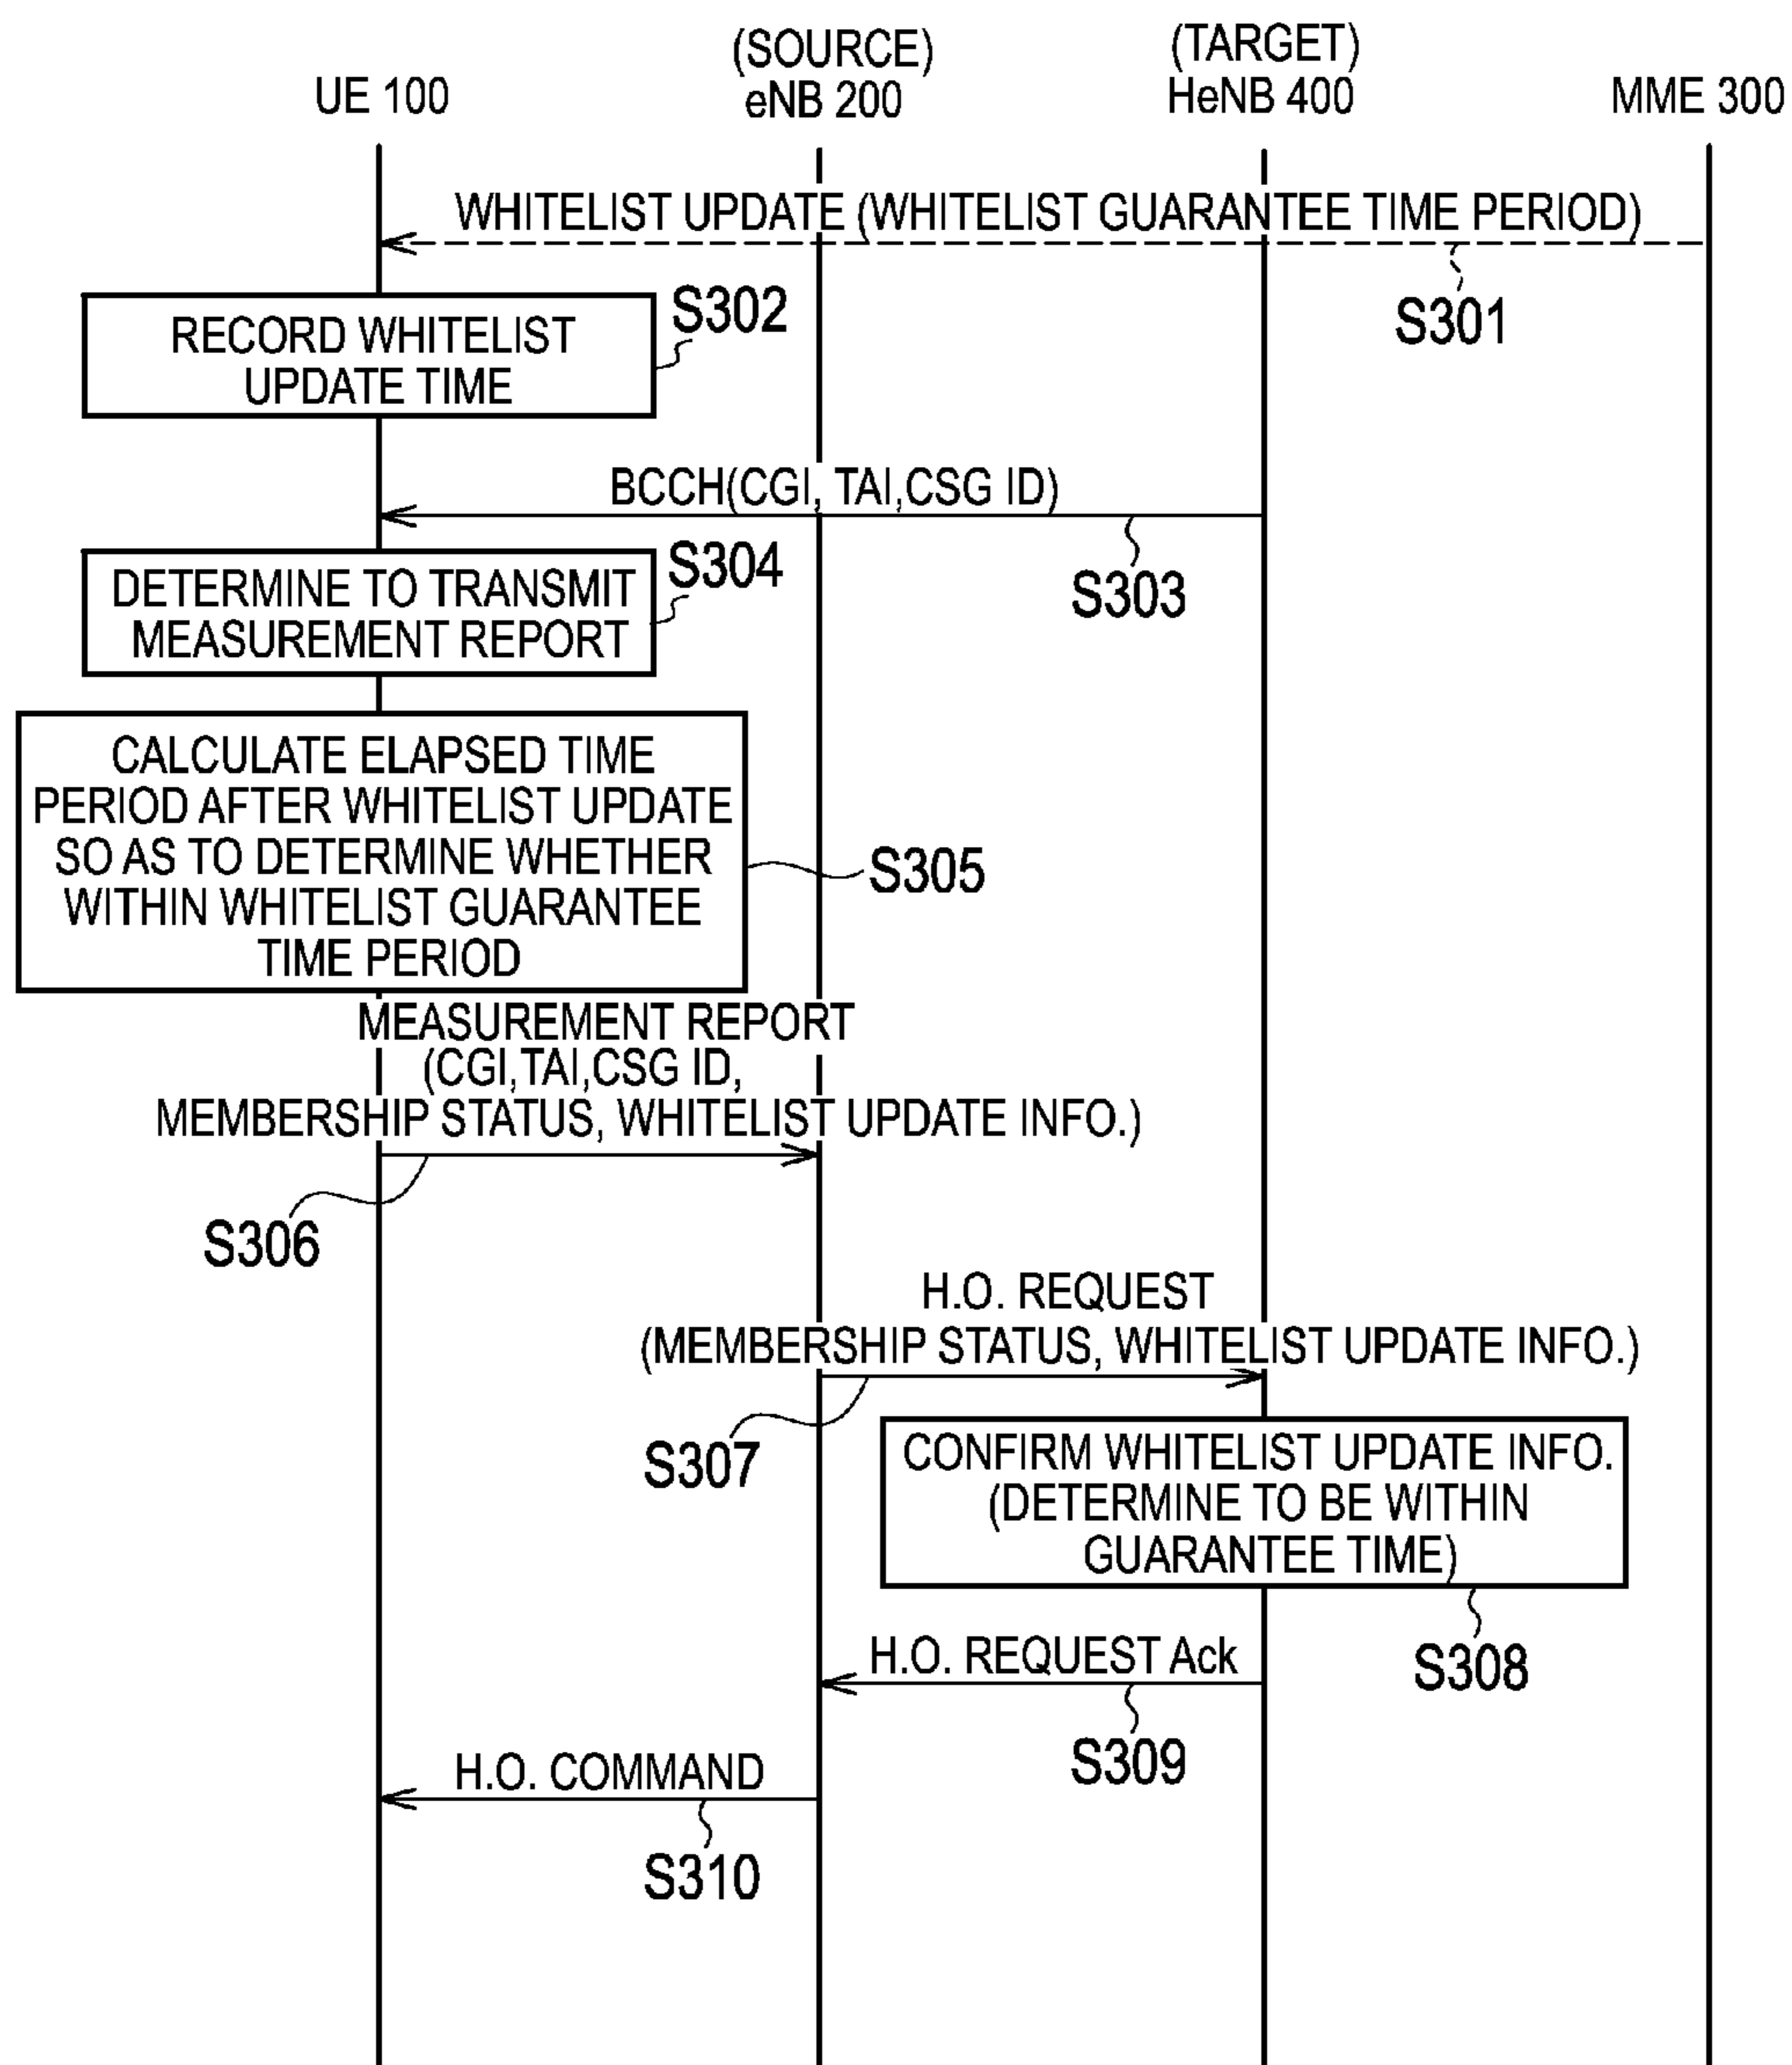 (SOURCE)
(TARGET)
UE 100
eNB 200
HeNB 400
MME 300
WHITELIST UPDATE (WHITELIST GUARANTEE TIME PERIOD)
S301
RECORD WHITELIST
UPDATE TIME
S302
BCCH(CGI, TAI,CSG ID)
S303
DETERMINE TO TRANSMIT
MEASUREMENT REPORT
S304
CALCULATE ELAPSED TIME
PERIOD AFTER WHITELIST UPDATE
SO AS TO DETERMINE WHETHER
WITHIN WHITELIST GUARANTEE
TIME PERIOD
S305
MEASUREMENT REPORT
(CGI,TAI,CSG ID,
MEMBERSHIP STATUS, WHITELIST UPDATE INFO.)
S306
H.O. REQUEST
(MEMBERSHIP STATUS, WHITELIST UPDATE INFO.)
S307
CONFIRM WHITELIST UPDATE INFO.
(DETERMINE TO BE WITHIN
GUARANTEE TIME)
S308
H.O. REQUEST Ack
S309
H.O. COMMAND
S310